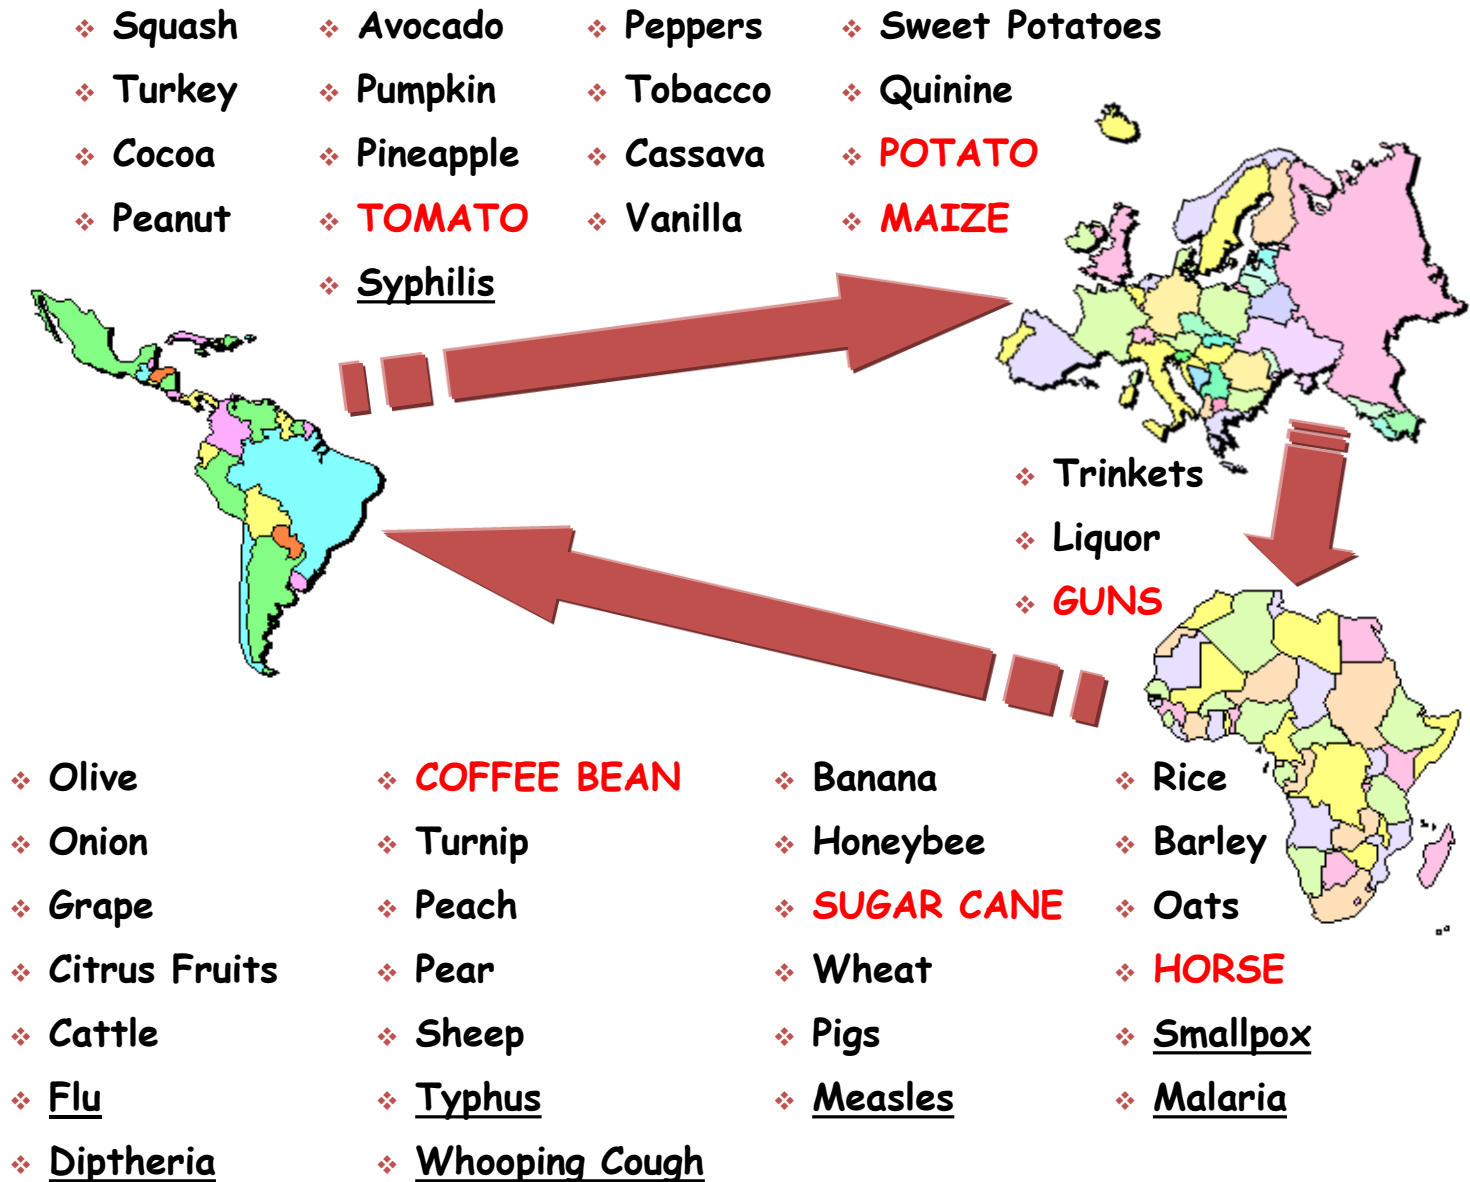 ❖ Squash ❖ Avocado ❖ Peppers ❖ Sweet Potatoes
❖ Turkey ❖ Pumpkin ❖ Tobacco ❖ Quinine
❖ Cocoa ❖ Pineapple ❖ Cassava ❖ POTATO
❖ Peanut ❖ TOMATO ❖ Vanilla ❖ MAIZE
❖ Syphilis
❖ Trinkets
❖ Liquor
❖ GUNS
❖ Olive ❖ COFFEE BEAN ❖ Banana ❖ Rice
❖ Onion ❖ Turnip ❖ Honeybee ❖ Barley
❖ Grape ❖ Peach ❖ SUGAR CANE ❖ Oats
❖ Citrus Fruits ❖ Pear ❖ Wheat ❖ HORSE
❖ Cattle ❖ Sheep ❖ Pigs ❖ Smallpox
❖ Flu ❖ Typhus ❖ Measles ❖ Malaria
❖ Diptheria ❖ Whooping Cough